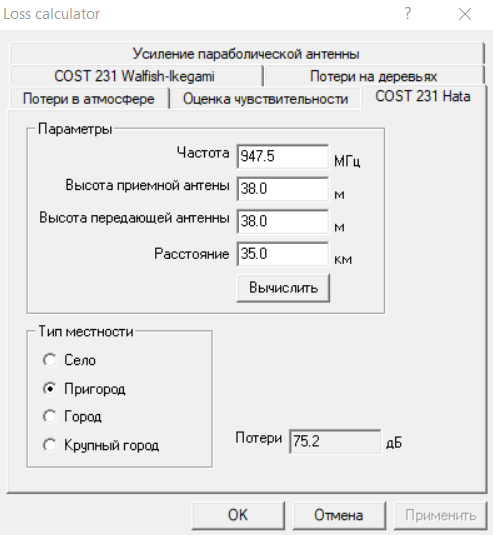 Loss calculator ? ×
Усиление параболической антенны
COST 231 Walfish-Ikegami Потери на деревьях
Потери в атмосфере Оценка чувствительности COST 231 Hata
Параметры
Частота 947.5 МГц
Высота приемной антены 38.0 м
Высота передающей антенны 38.0 м
Расстояние 35.0 км
Вычислить
Тип местности
Село
Пригород
Город
Крупный город
Потери 75.2 дБ
OK Отмена Применить